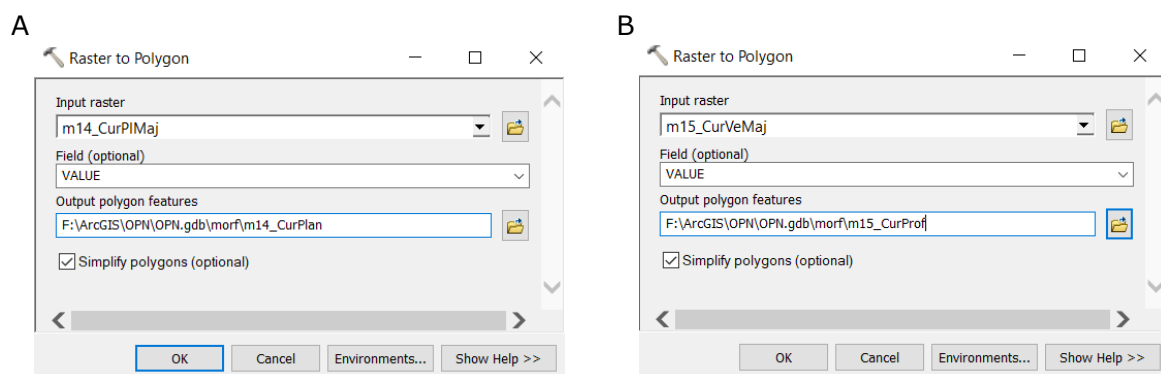 A
Raster to Polygon
Input raster
m14_CurPlMaj
Field (optional)
VALUE
Output polygon features
F:\ArcGIS\OPN\OPN.gdb\morf\m14_CurPlan
Simplify polygons (optional)
OK Cancel Environments... Show Help >>
B
Raster to Polygon
Input raster
m15_CurVeMaj
Field (optional)
VALUE
Output polygon features
F:\ArcGIS\OPN\OPN.gdb\morf\m15_CurProf
Simplify polygons (optional)
OK Cancel Environments... Show Help >>